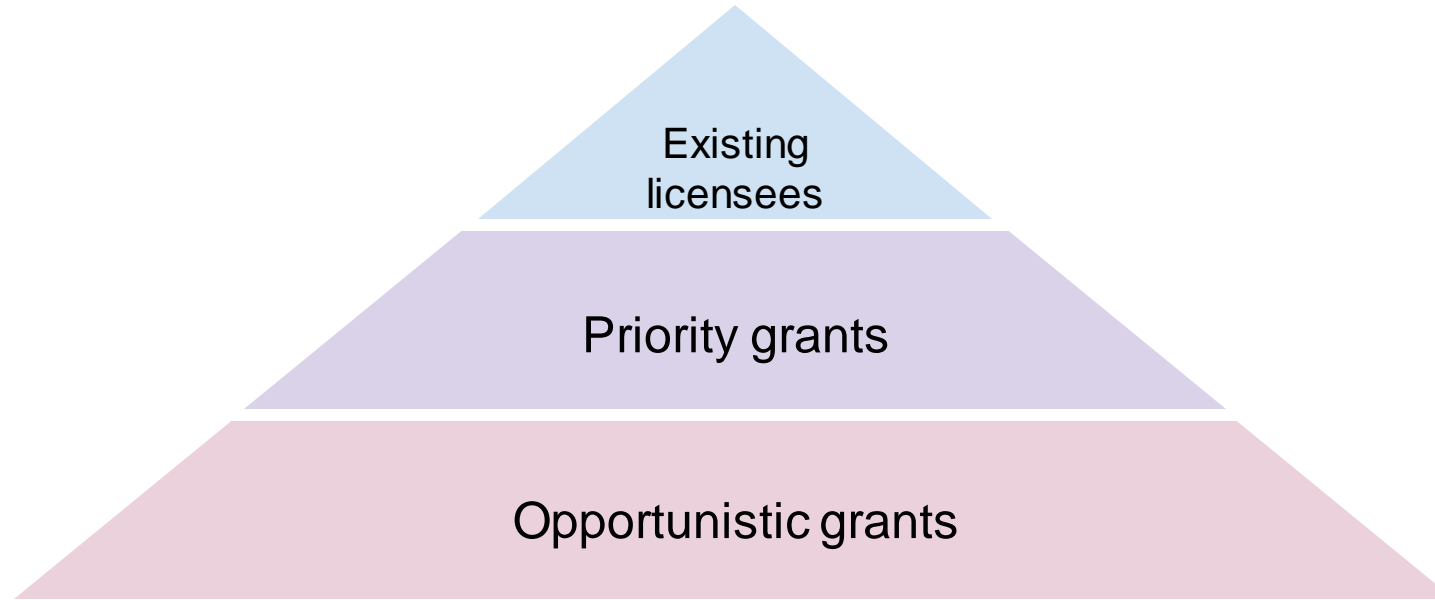 Existing
licensees
Priority grants
Opportunistic grants